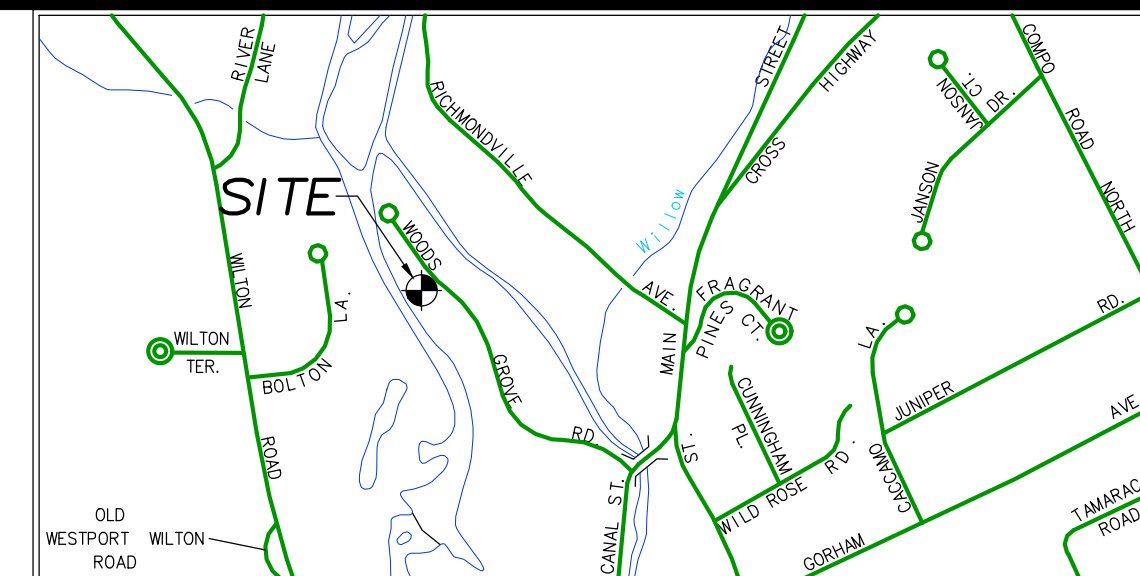 RIVER
LANE
RICHMONDVILLE
AVE.
STREET
HIGHWAY
CROSS
COMPO
ROAD
NORTH
JANSON
CT.
JANSON
DR.
SITE
WOODS
GROVE
RD.
Willow
WILTON
ROAD
WILTON
TER.
BOLTON
LA.
MAIN
ST.
FRAGRANT
PINES CT.
CUNNINGHAM
PL.
WILD ROSE RD.
LA.
CACCAMO
JUNIPER
RD.
GORHAM
AVE
TAMARAC
ROAD
CANAL ST.
OLD
WESTPORT WILTON
ROAD